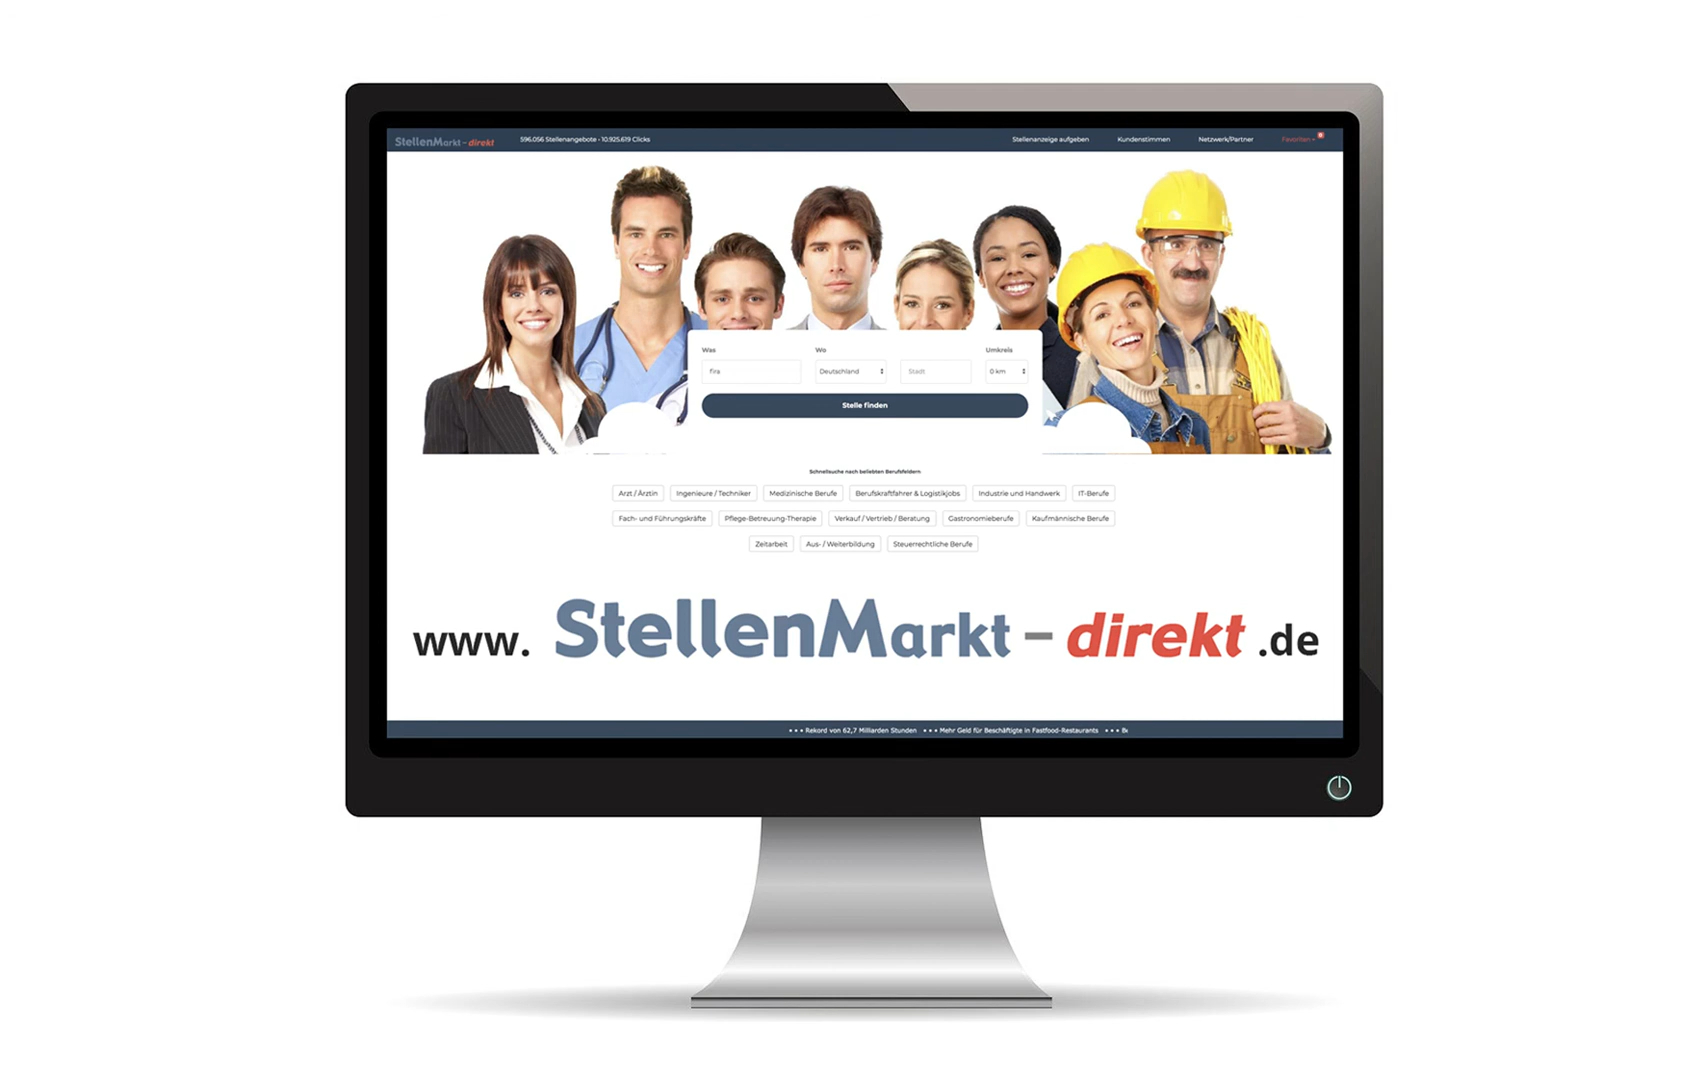 StellenMarkt - direkt 596.056 Stellenangebote - 10.925.619 Clicks Stellenanzeige aufgeben Kundenstimmen Netzwerk/Partner Favoriten 0
Was Wo Umkreis
fira Deutschland Stadt 0 km
Stelle finden
Schnellsuche nach beliebten Berufsfeldern
Arzt / Ärztin Ingenieure / Techniker Medizinische Berufe Berufskraftfahrer & Logistikjobs Industrie und Handwerk IT-Berufe
Fach- und Führungskräfte Pflege-Betreuung-Therapie Verkauf / Vertrieb / Beratung Gastronomieberufe Kaufmännische Berufe
Zeitarbeit Aus- / Weiterbildung Steuerrechtliche Berufe
www. StellenMarkt - direkt .de
• • • Rekord von 62,7 Milliarden Stunden • • • Mehr Geld für Beschäftigte in Fastfood-Restaurants • • •